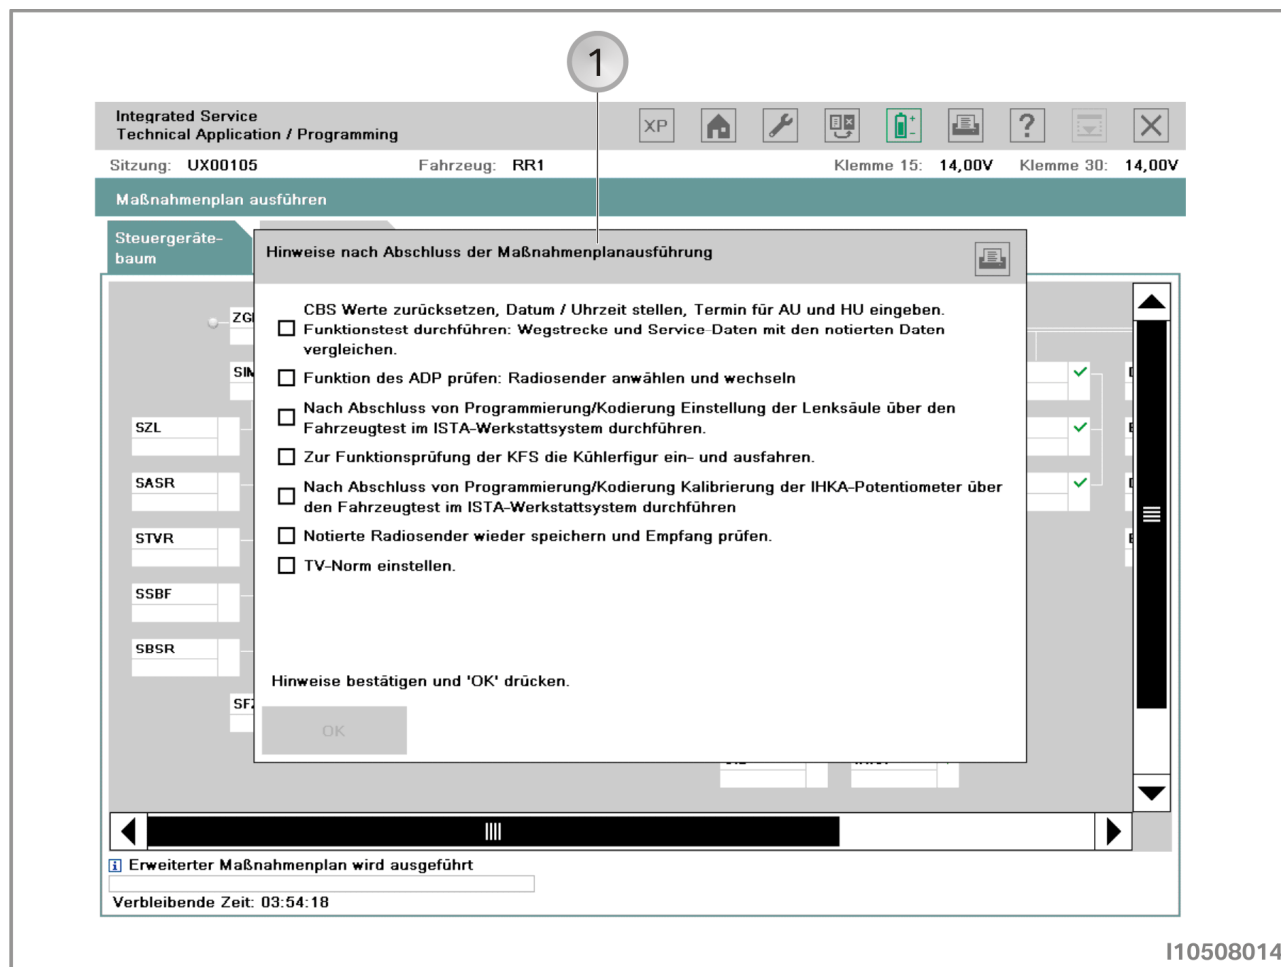 1
Integrated Service
Technical Application / Programming
XP
?
Sitzung: UX00105
Fahrzeug: RR1
Klemme 15: 14,00V
Klemme 30: 14,00V
Maßnahmenplan ausführen
Steuergeräte-
baum
Hinweise nach Abschluss der Maßnahmenplanausführung
CBS Werte zurücksetzen, Datum / Uhrzeit stellen, Termin für AU und HU eingeben.
Funktionstest durchführen: Wegstrecke und Service-Daten mit den notierten Daten
vergleichen.
Funktion des ADP prüfen: Radiosender anwählen und wechseln
Nach Abschluss von Programmierung/Kodierung Einstellung der Lenksäule über den
Fahrzeugtest im ISTA-Werkstattsystem durchführen.
Zur Funktionsprüfung der KFS die Kühlerfigur ein- und ausfahren.
Nach Abschluss von Programmierung/Kodierung Kalibrierung der IHKA-Potentiometer über
den Fahrzeugtest im ISTA-Werkstattsystem durchführen
Notierte Radiosender wieder speichern und Empfang prüfen.
TV-Norm einstellen.
Hinweise bestätigen und 'OK' drücken.
OK
SZL
SASR
STVR
SSBF
SBSR
Erweiterter Maßnahmenplan wird ausgeführt
Verbleibende Zeit: 03:54:18
I10508014